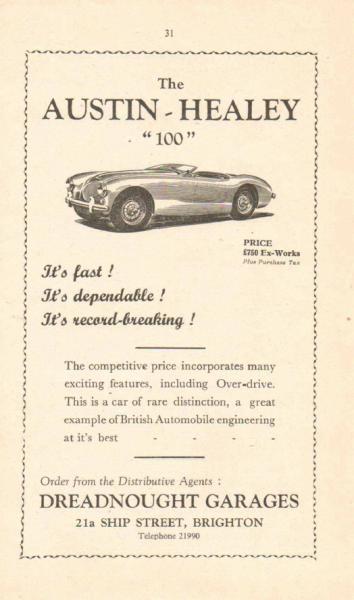 31
The
AUSTIN - HEALEY
"100"
PRICE
£750 Ex-Works
Plus Purchase Tax
It's fast !
It's dependable !
It's record-breaking !
The competitive price incorporates many
exciting features, including Over-drive.
This is a car of rare distinction, a great
example of British Automobile engineering
at it's best - - - -
Order from the Distributive Agents :
DREADNOUGHT GARAGES
21a SHIP STREET, BRIGHTON
Telephone 21990